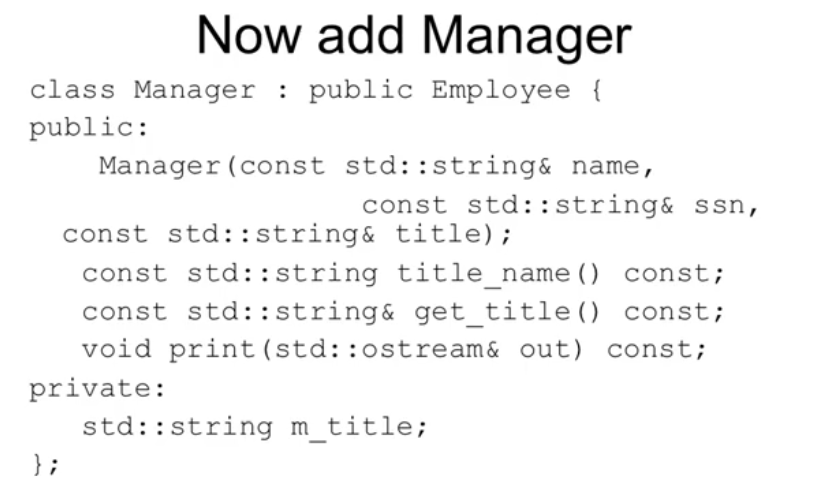 Now add Manager
class Manager : public Employee {
public:
Manager(const std::string& name,
const std::string& ssn,
const std::string& title);
const std::string title_name() const;
const std::string& get_title() const;
void print(std::ostream& out) const;
private:
std::string m_title;
};